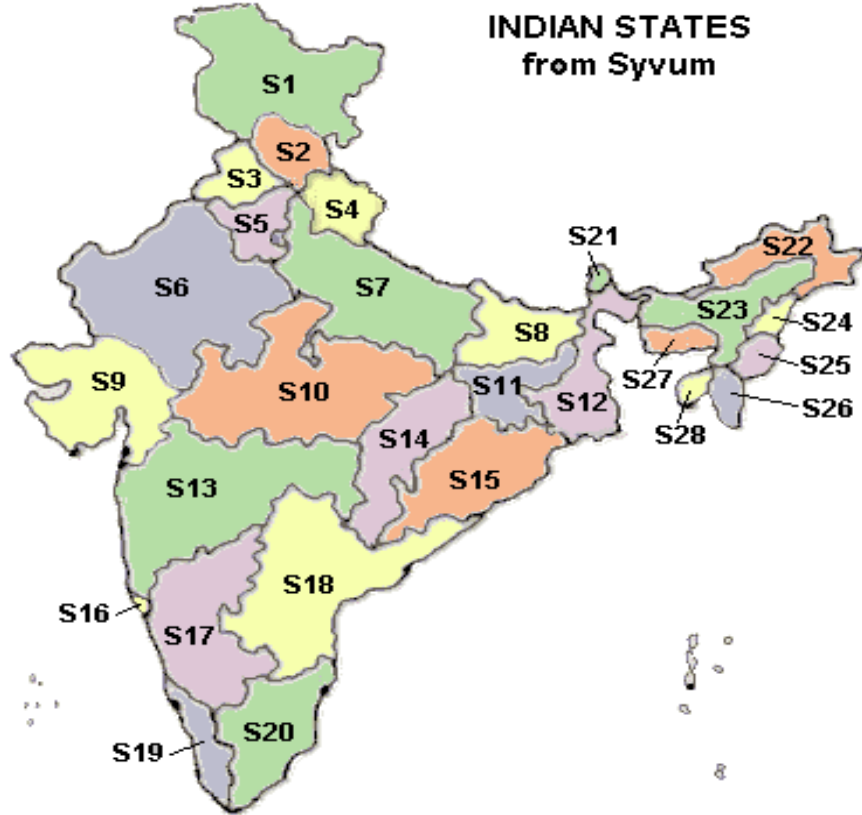 INDIAN STATES
from Syvum
S1
S2
S3
S4
S5
S21
S22
S6
S7
S23
S8
S24
S9
S10
S11
S27
S25
S12
S26
S28
S14
S13
S15
S18
S16
S17
S20
S19